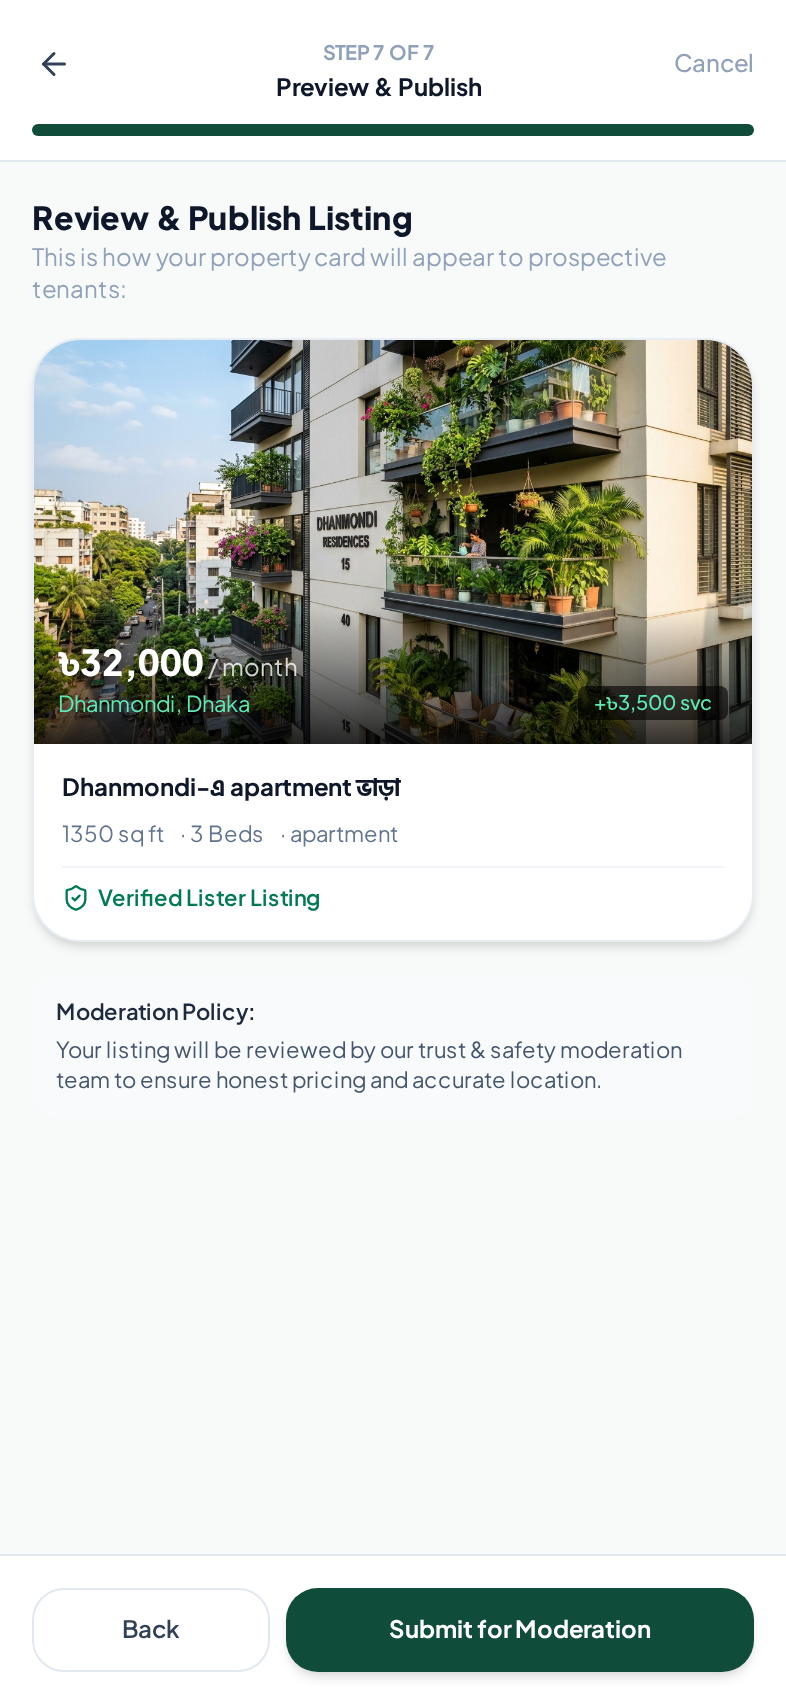 STEP 7 OF 7
Preview & Publish
Cancel
Review & Publish Listing
This is how your property card will appear to prospective
tenants:
DHANMONDI
RESIDENCES
15
40
15
৳32,000 /month
Dhanmondi, Dhaka
+৳3,500 svc
Dhanmondi-এ apartment ভাড়া
1350 sq ft · 3 Beds · apartment
Verified Lister Listing
Moderation Policy:
Your listing will be reviewed by our trust & safety moderation
team to ensure honest pricing and accurate location.
Back
Submit for Moderation